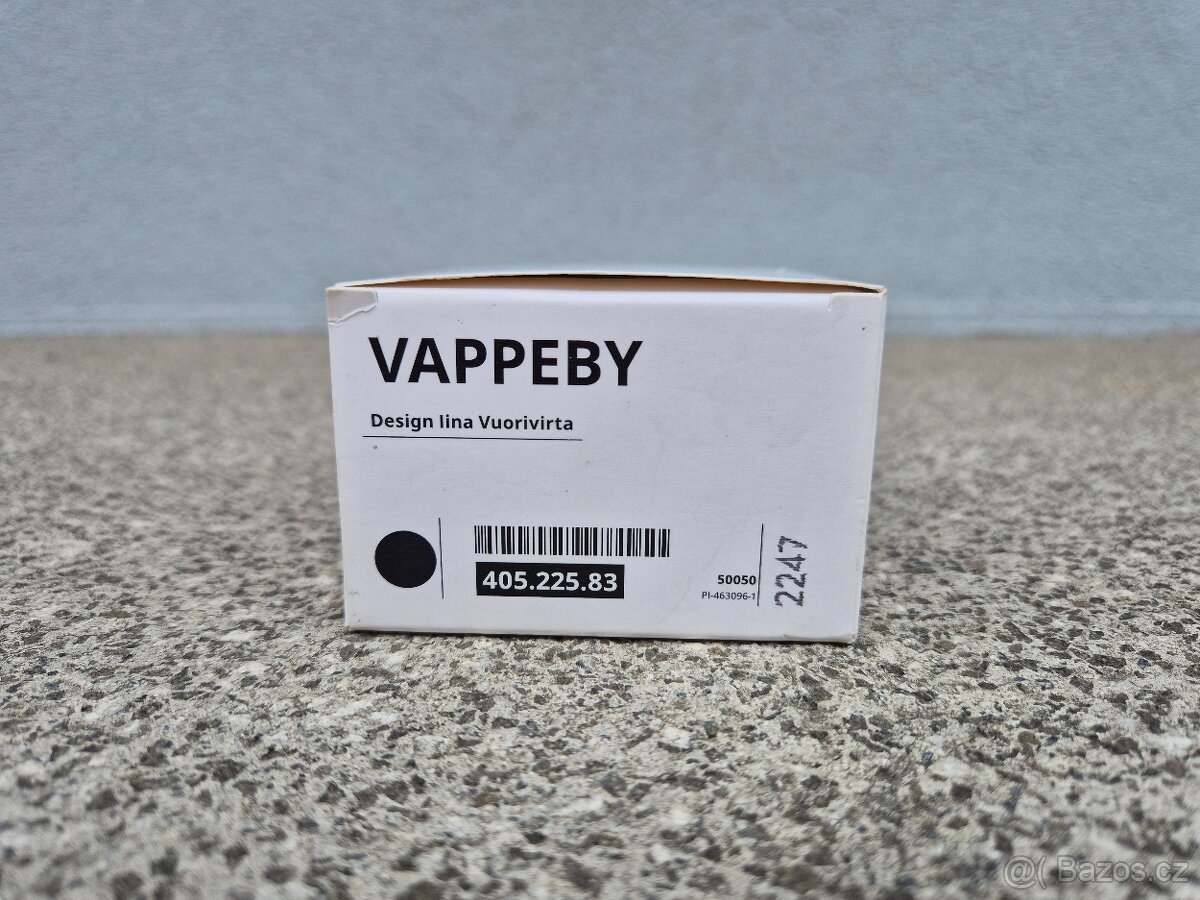 VAPPEBY
Design Iina Vuorivirta
405.225.83
50050
PI-463096-1
2247
@( Bazos.cz